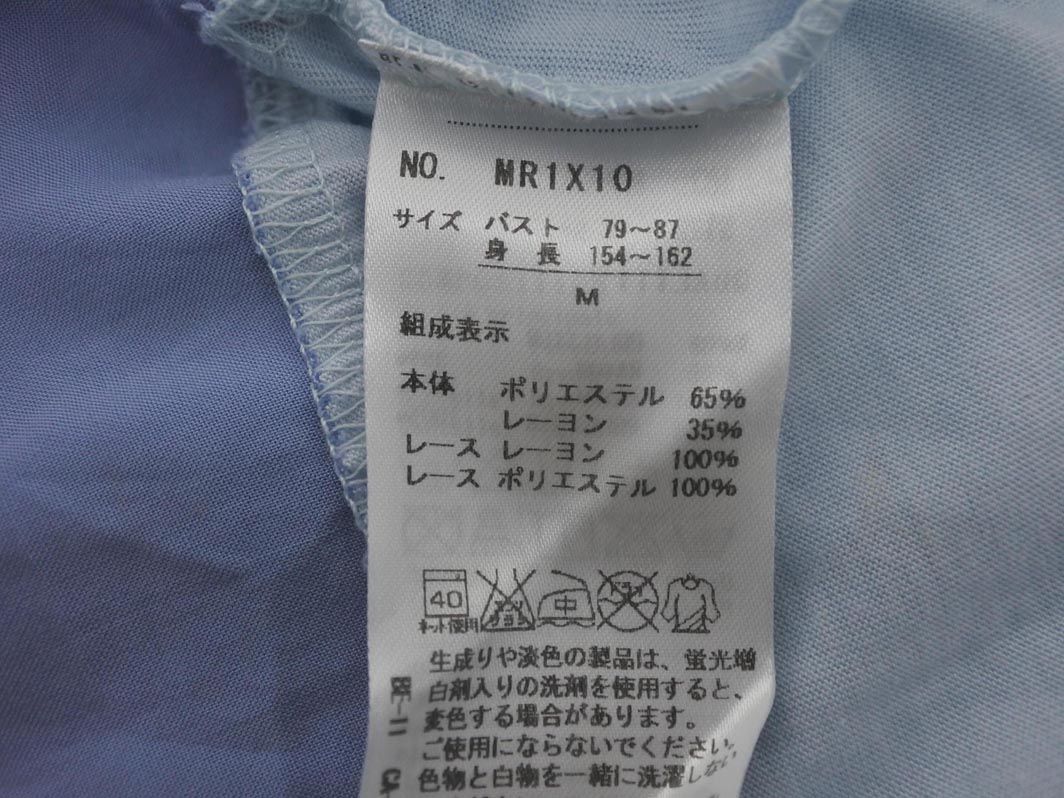 NO. MR1X10
サイズ バスト 79～87
身長 154～162
M
組成表示
本体 ポリエステル 65%
レーヨン 35%
レース レーヨン 100%
レース ポリエステル 100%
40 中
ネット使用
生成りや淡色の製品は、蛍光増
白剤入りの洗剤を使用すると、
変色する場合があります。
ご使用にならないでください。
色物と白物を一緒に洗濯しない